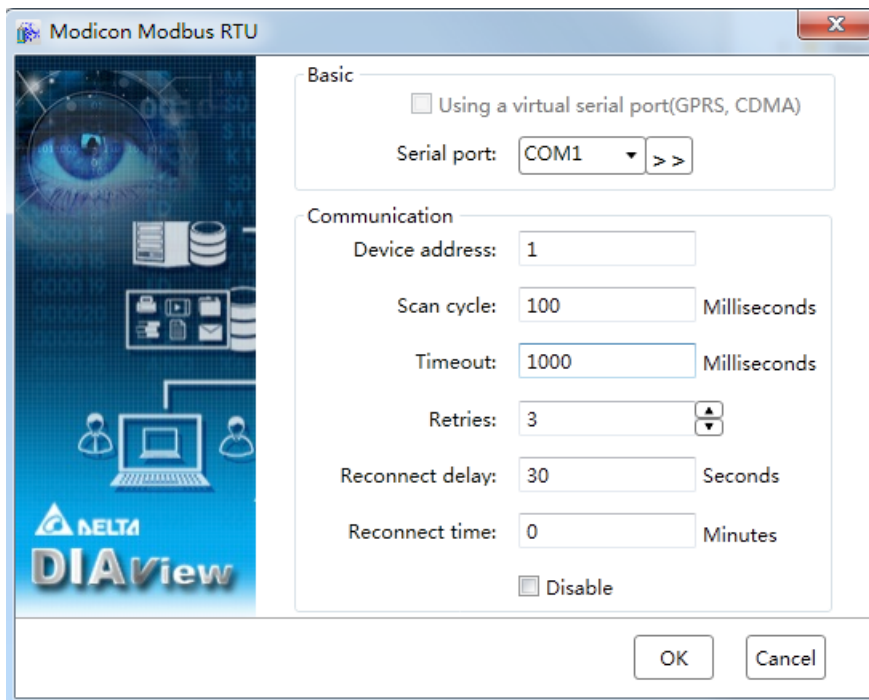 Modicon Modbus RTU
Basic
Using a virtual serial port(GPRS, CDMA)
Serial port: COM1 >>
Communication
Device address: 1
Scan cycle: 100 Milliseconds
Timeout: 1000 Milliseconds
Retries: 3
Reconnect delay: 30 Seconds
Reconnect time: 0 Minutes
Disable
DELTA
DIAView
OK Cancel